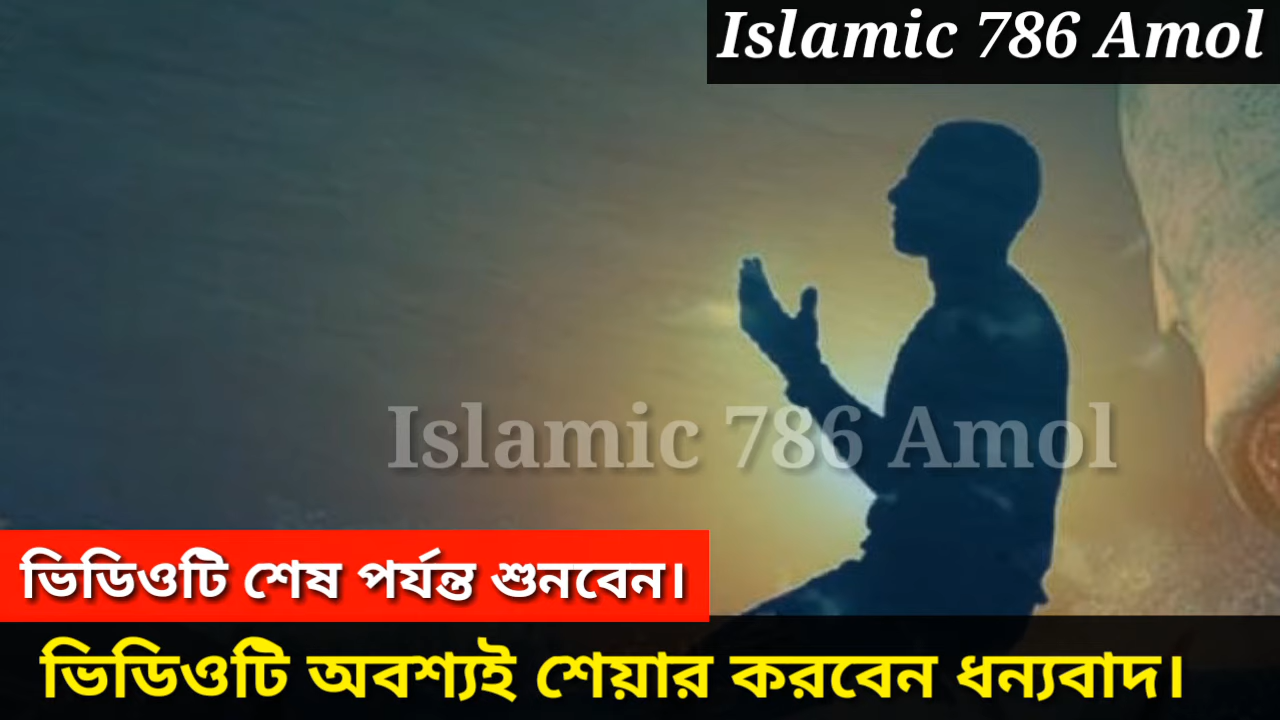 Islamic 786 Amol
Islamic 786 Amol
ভিডিওটি শেষ পর্যন্ত শুনবেন।
ভিডিওটি অবশ্যই শেয়ার করবেন ধন্যবাদ।